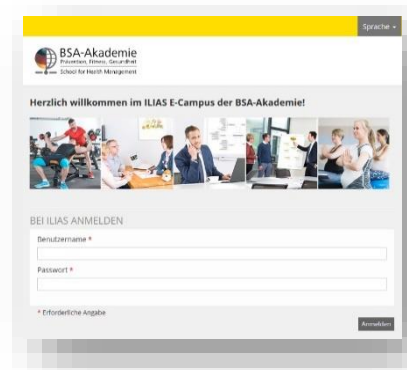 Sprache
BSA-Akademie
Prävention, Fitness, Gesundheit
School for Health Management
Herzlich willkommen im ILIAS E-Campus der BSA-Akademie!
BEI ILIAS ANMELDEN
Benutzername *
Passwort *
* Erforderliche Angabe
Anmelden